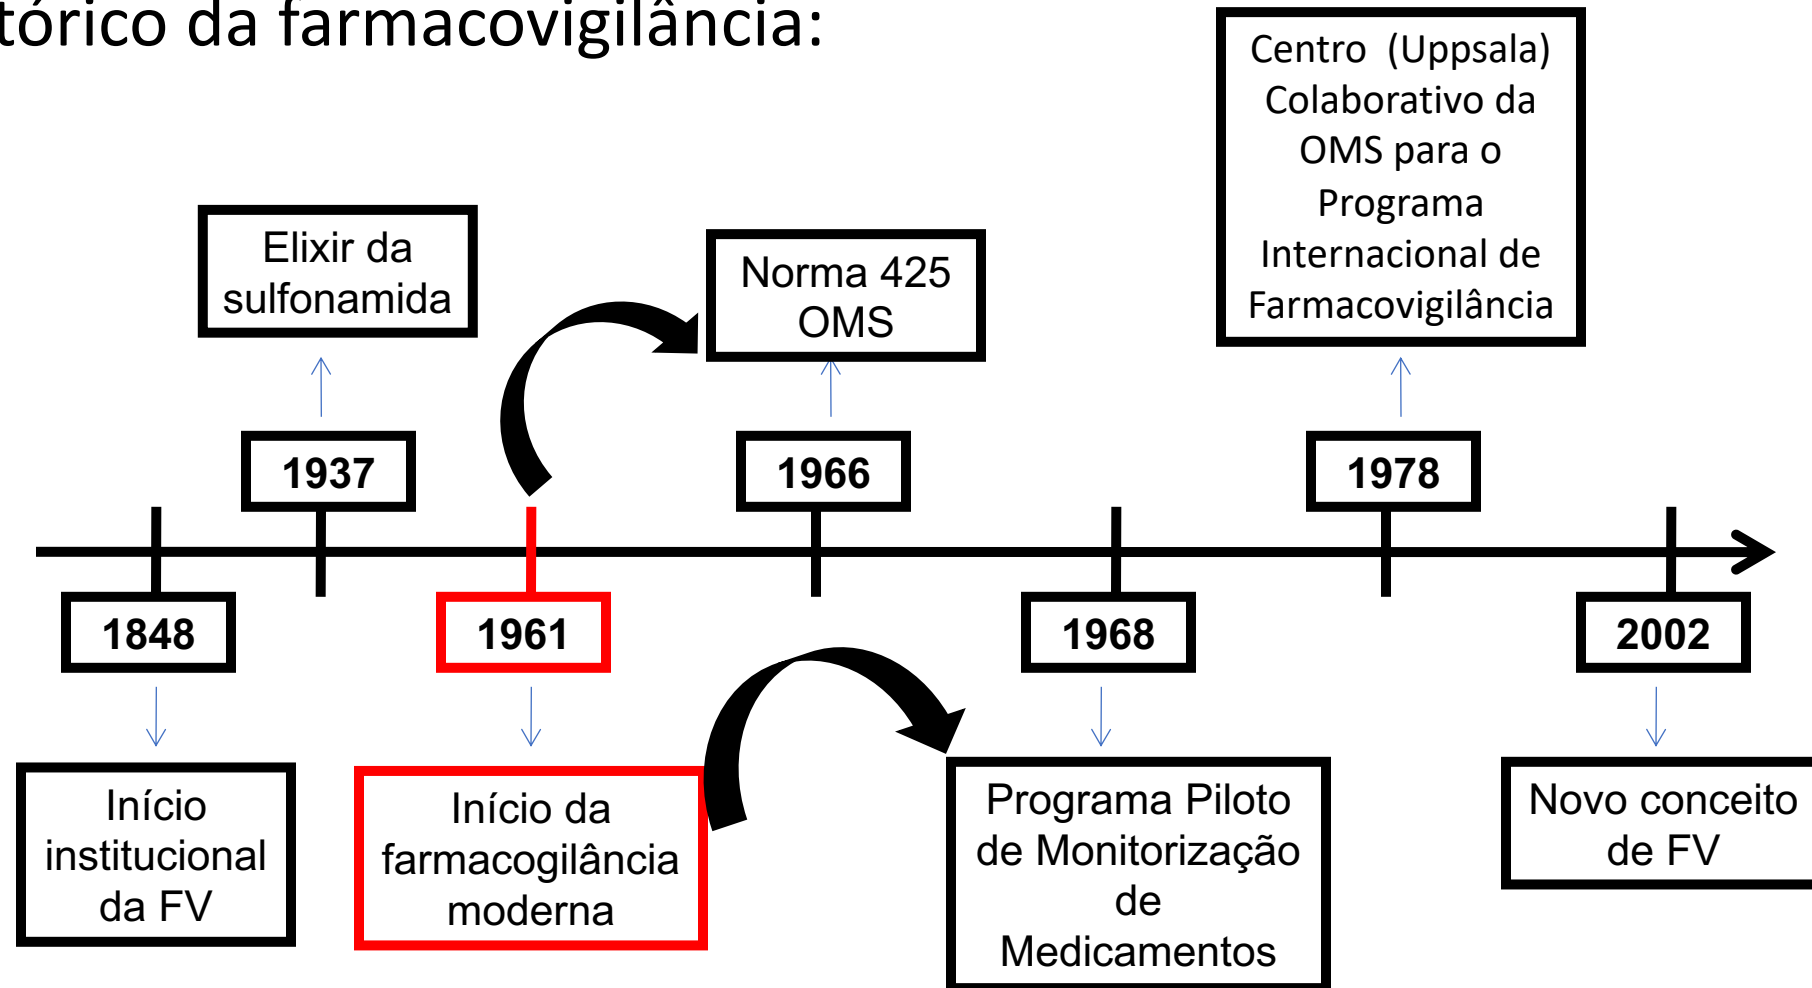 tórico da farmacovigilância:
Centro (Uppsala)
Colaborativo da
OMS para o
Programa
Internacional de
Farmacovigilância
Elixir da
sulfonamida
Norma 425
OMS
1937
1966
1978
1848
1961
1968
2002
Início
institucional
da FV
Início da
farmacogilância
moderna
Programa Piloto
de Monitorização
de
Medicamentos
Novo conceito
de FV